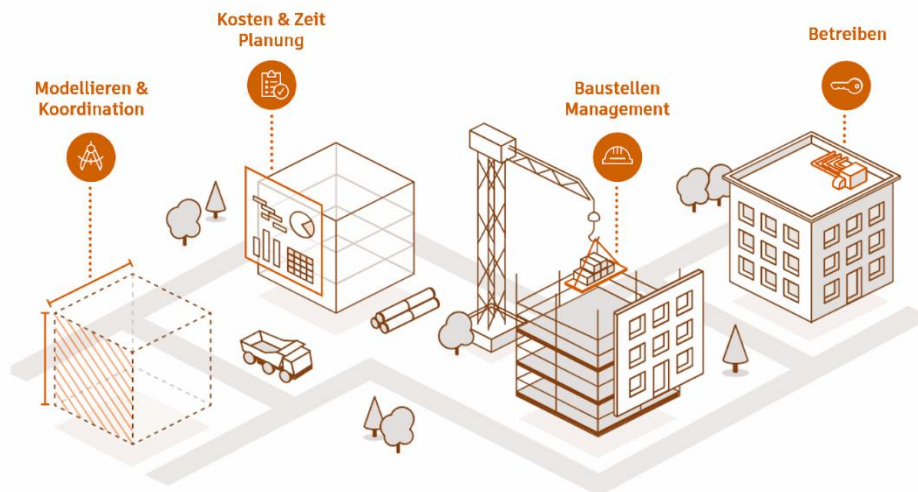 Modellieren &
Koordination
Kosten & Zeit
Planung
Baustellen
Management
Betreiben